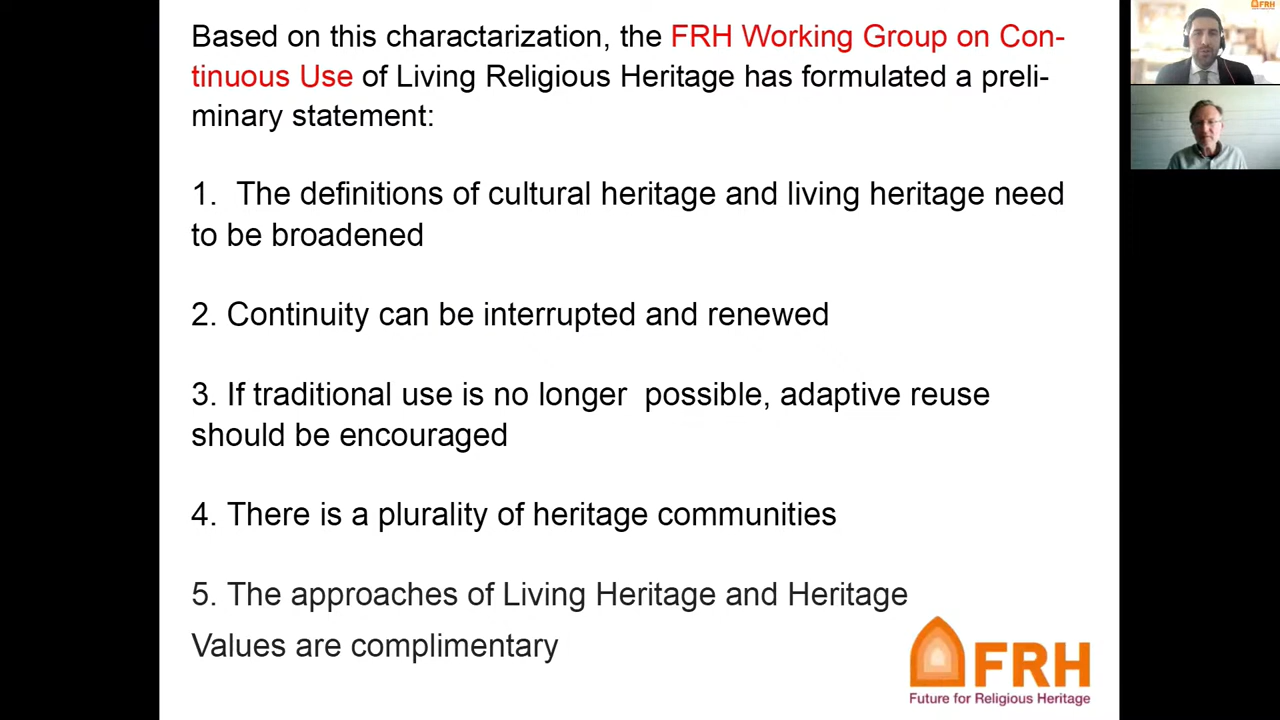 Based on this charactarization, the FRH Working Group on Con-
tinuous Use of Living Religious Heritage has formulated a preli-
minary statement:
1. The definitions of cultural heritage and living heritage need
to be broadened
2. Continuity can be interrupted and renewed
3. If traditional use is no longer possible, adaptive reuse
should be encouraged
4. There is a plurality of heritage communities
5. The approaches of Living Heritage and Heritage
Values are complimentary
FRH
Future for Religious Heritage
FRH